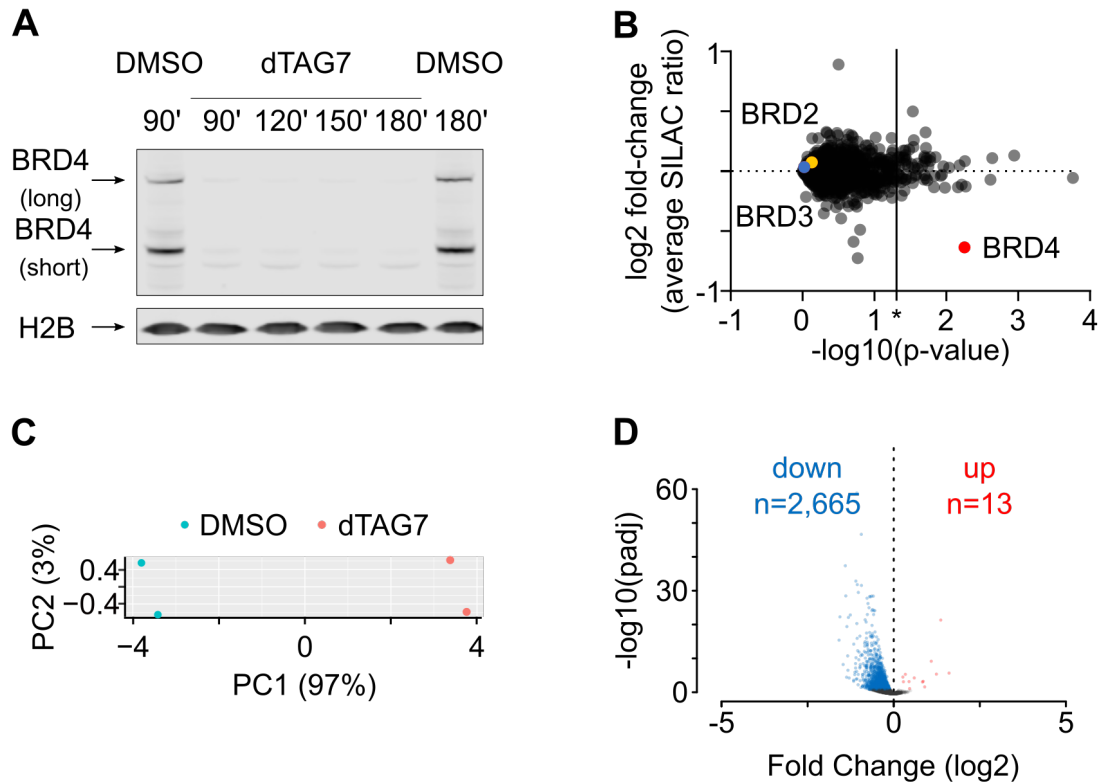 A
DMSO dTAG7 DMSO
90' 90' 120' 150' 180' 180'
BRD4
(long)
BRD4
(short)
H2B
B
log2 fold-change
(average SILAC ratio)
1
-1
BRD2
BRD3
BRD4
-1 0 1 * 2 3 4
-log10(p-value)
C
DMSO dTAG7
PC2 (3%)
0.4
−0.4
−4 0 4
PC1 (97%)
D
down up
n=2,665 n=13
-log10(padj)
60
30
0
-5 0 5
Fold Change (log2)